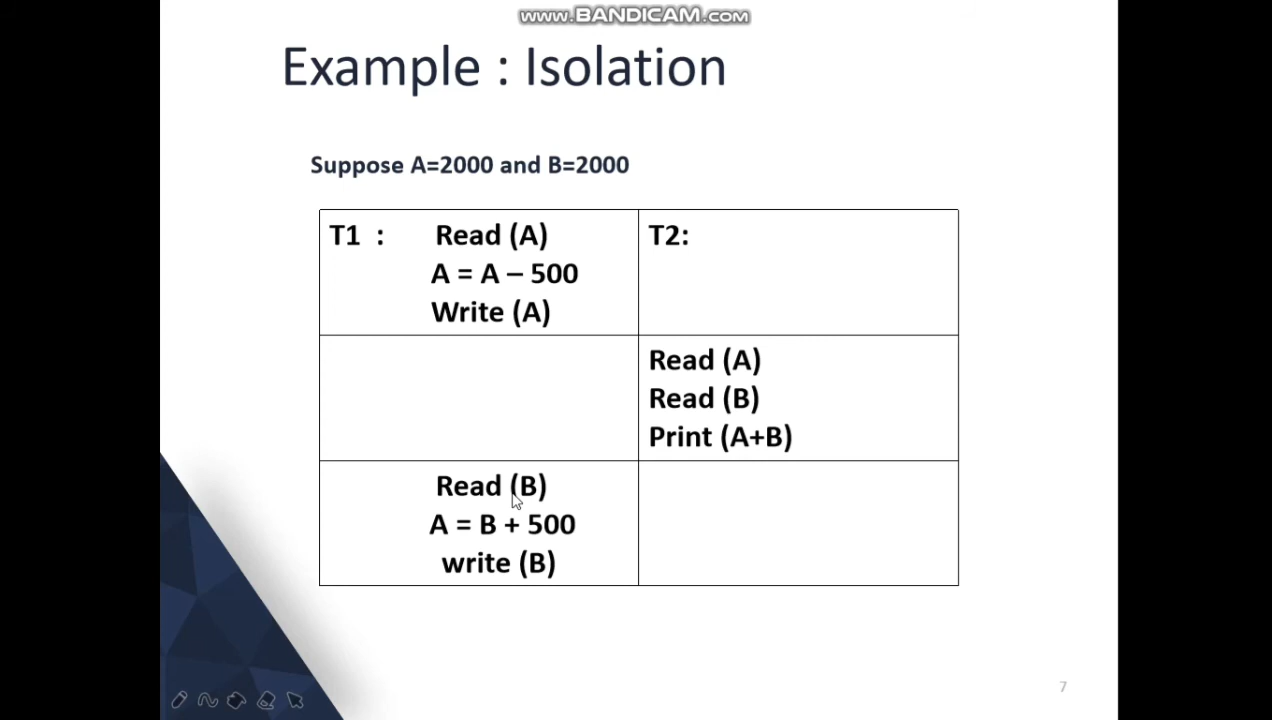 www.BANDICAM.com
Example : Isolation
Suppose A=2000 and B=2000
T1 : Read (A)
A = A – 500
Write (A)
T2:
Read (A)
Read (B)
Print (A+B)
Read (B)
A = B + 500
write (B)
7